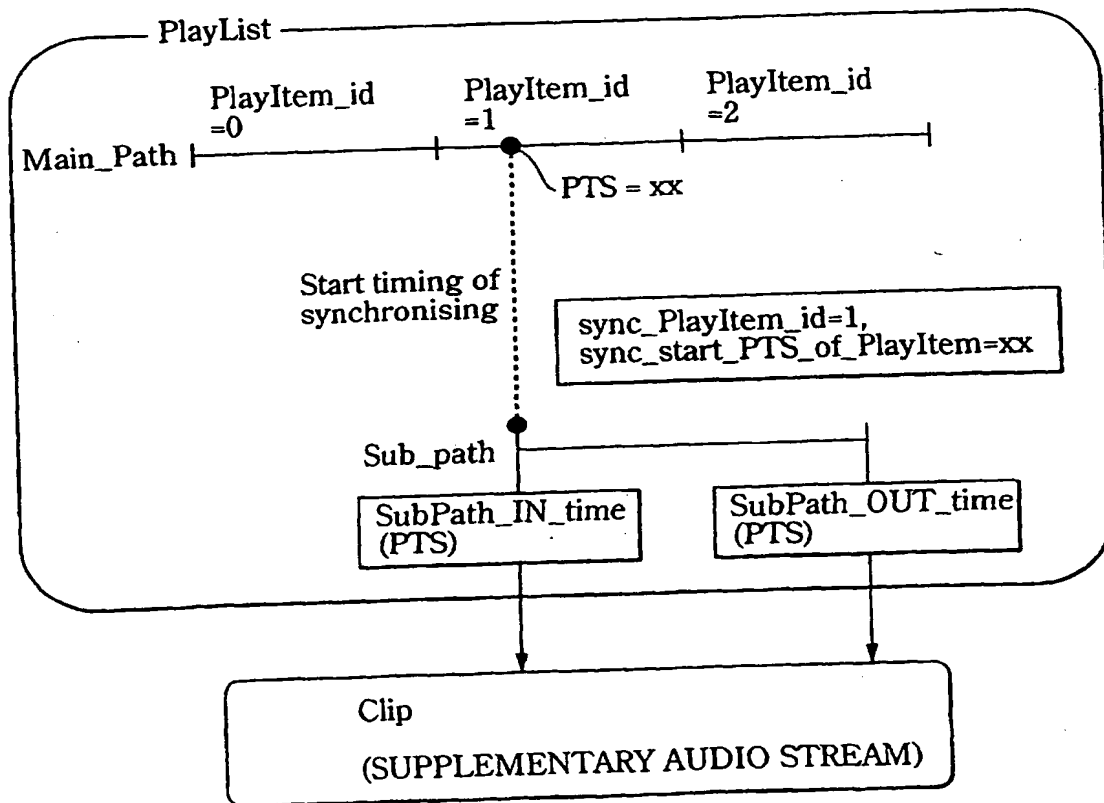 PlayList
PlayItem_id
=0
PlayItem_id
=1
PlayItem_id
=2
Main_Path
PTS = xx
Start timing of
synchronising
sync_PlayItem_id=1,
sync_start_PTS_of_PlayItem=xx
Sub_path
SubPath_IN_time
(PTS)
SubPath_OUT_time
(PTS)
Clip
(SUPPLEMENTARY AUDIO STREAM)